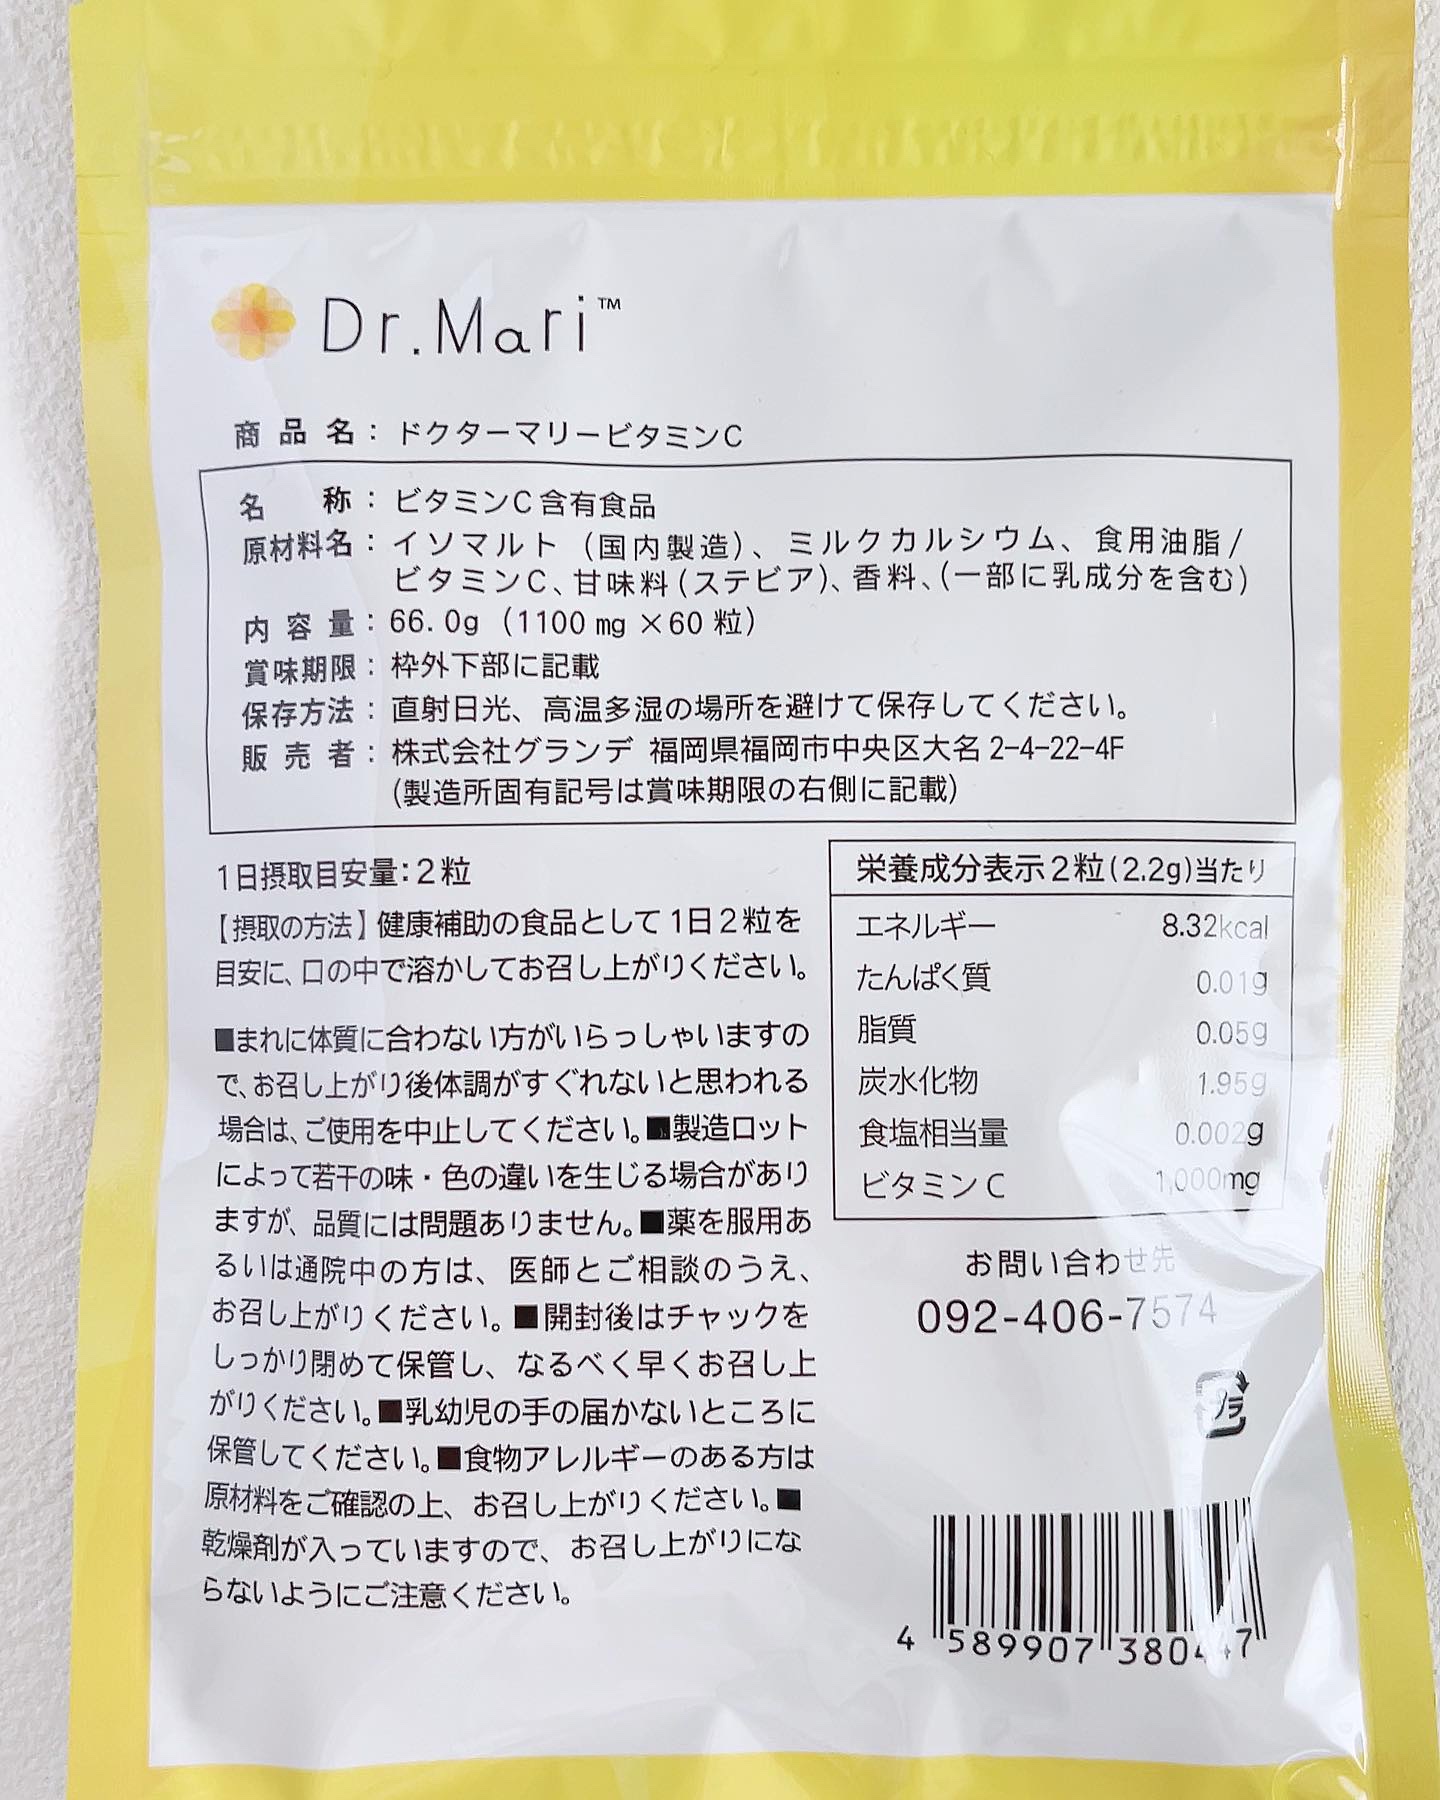 Dr.Mari™
商品名：ドクターマリービタミンC
名称：ビタミンC含有食品
原材料名：イソマルト（国内製造）、ミルクカルシウム、食用油脂/
ビタミンC、甘味料(ステビア)、香料、(一部に乳成分を含む)
内容量：66.0g（1100㎎×60粒）
賞味期限：枠外下部に記載
保存方法：直射日光、高温多湿の場所を避けて保存してください。
販売者：株式会社グランデ 福岡県福岡市中央区大名2-4-22-4F
(製造所固有記号は賞味期限の右側に記載)
1日摂取目安量：2粒
【摂取の方法】健康補助の食品として1日2粒を
目安に、口の中で溶かしてお召し上がりください。
■まれに体質に合わない方がいらっしゃいますの
で、お召し上がり後体調がすぐれないと思われる
場合は、ご使用を中止してください。■製造ロット
によって若干の味・色の違いを生じる場合があり
ますが、品質には問題ありません。■薬を服用あ
るいは通院中の方は、医師とご相談のうえ、
お召し上がりください。■開封後はチャックを
しっかり閉めて保管し、なるべく早くお召し上
がりください。■乳幼児の手の届かないところに
保管してください。■食物アレルギーのある方は
原材料をご確認の上、お召し上がりください。■
乾燥剤が入っていますので、お召し上がりにな
らないようにご注意ください。
栄養成分表示2粒(2.2g)当たり
エネルギー 8.32kcal
たんぱく質 0.01g
脂質 0.05g
炭水化物 1.95g
食塩相当量 0.002g
ビタミンC 1,000mg
お問い合わせ先
092-406-7574
プラ
4 589907 380447